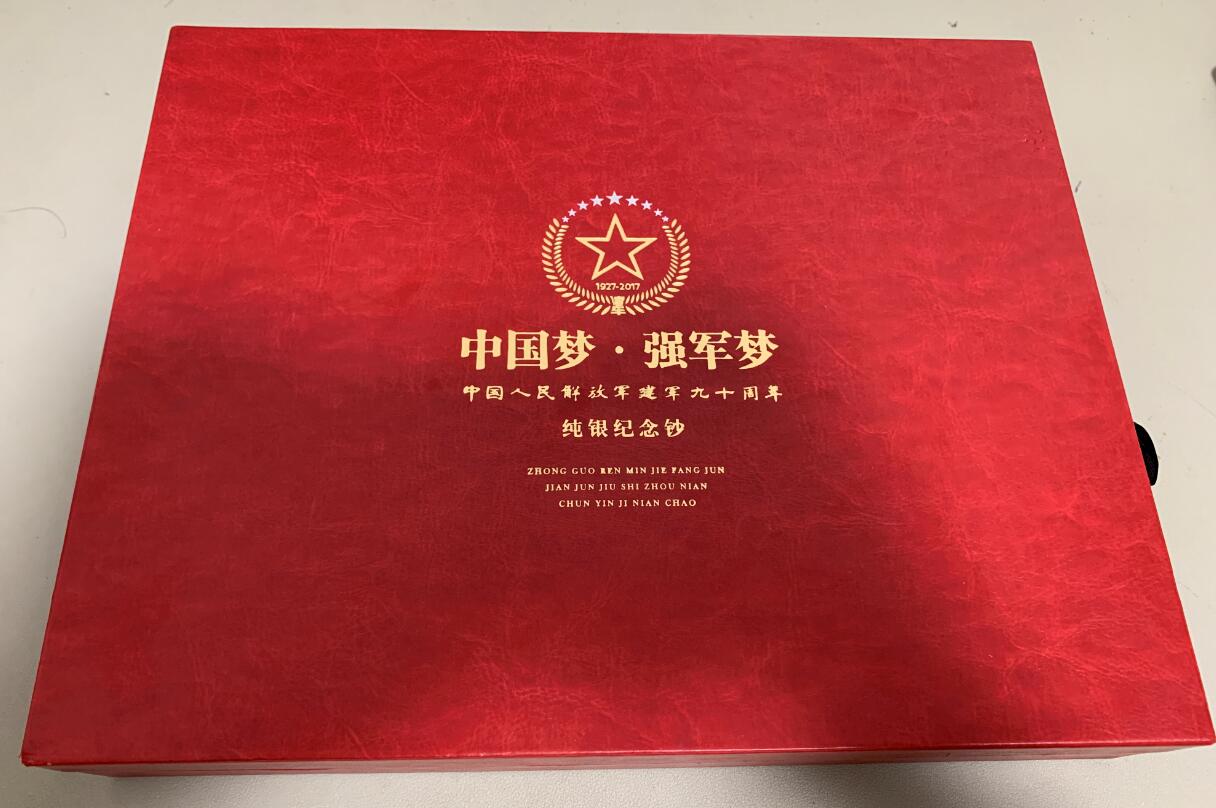 1927-2017
中国梦·强军梦
中国人民解放军建军九十周年
纯银纪念钞
ZHONG GUO REN MIN JIE FANG JUN
JIAN JUN JIU SHI ZHOU NIAN
CHUN YIN JI NIAN CHAO